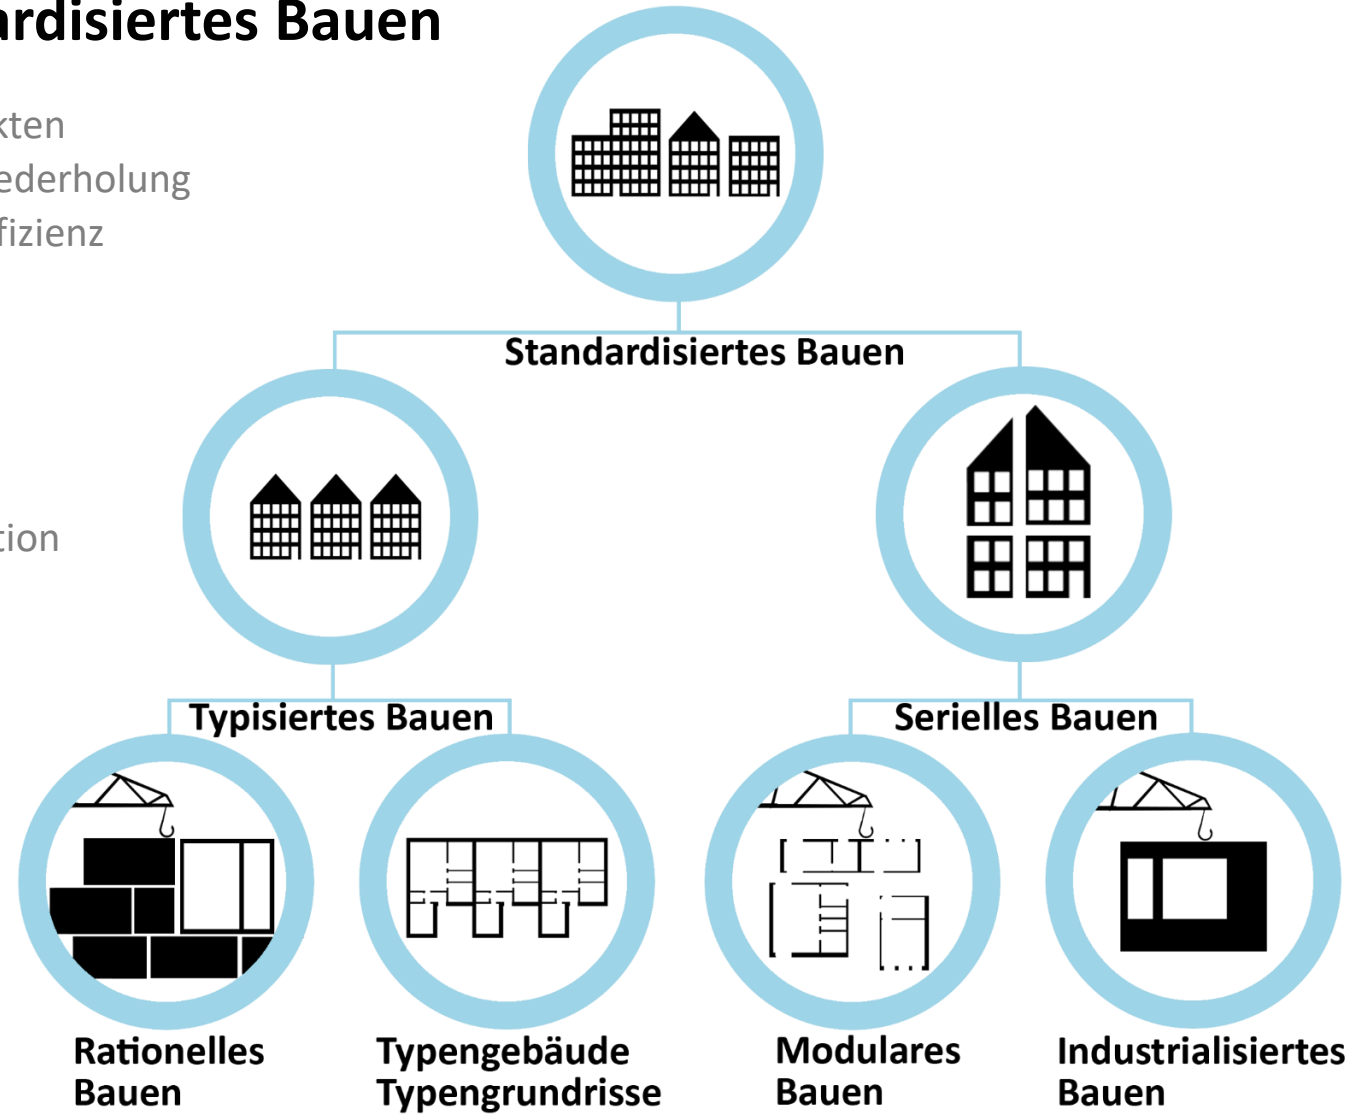 ardisiertes Bauen
kten
ederholung
fizienz
tion
Standardisiertes Bauen
Typisiertes Bauen
Serielles Bauen
Rationelles
Bauen
Typengebäude
Typengrundrisse
Modulares
Bauen
Industrialisiertes
Bauen